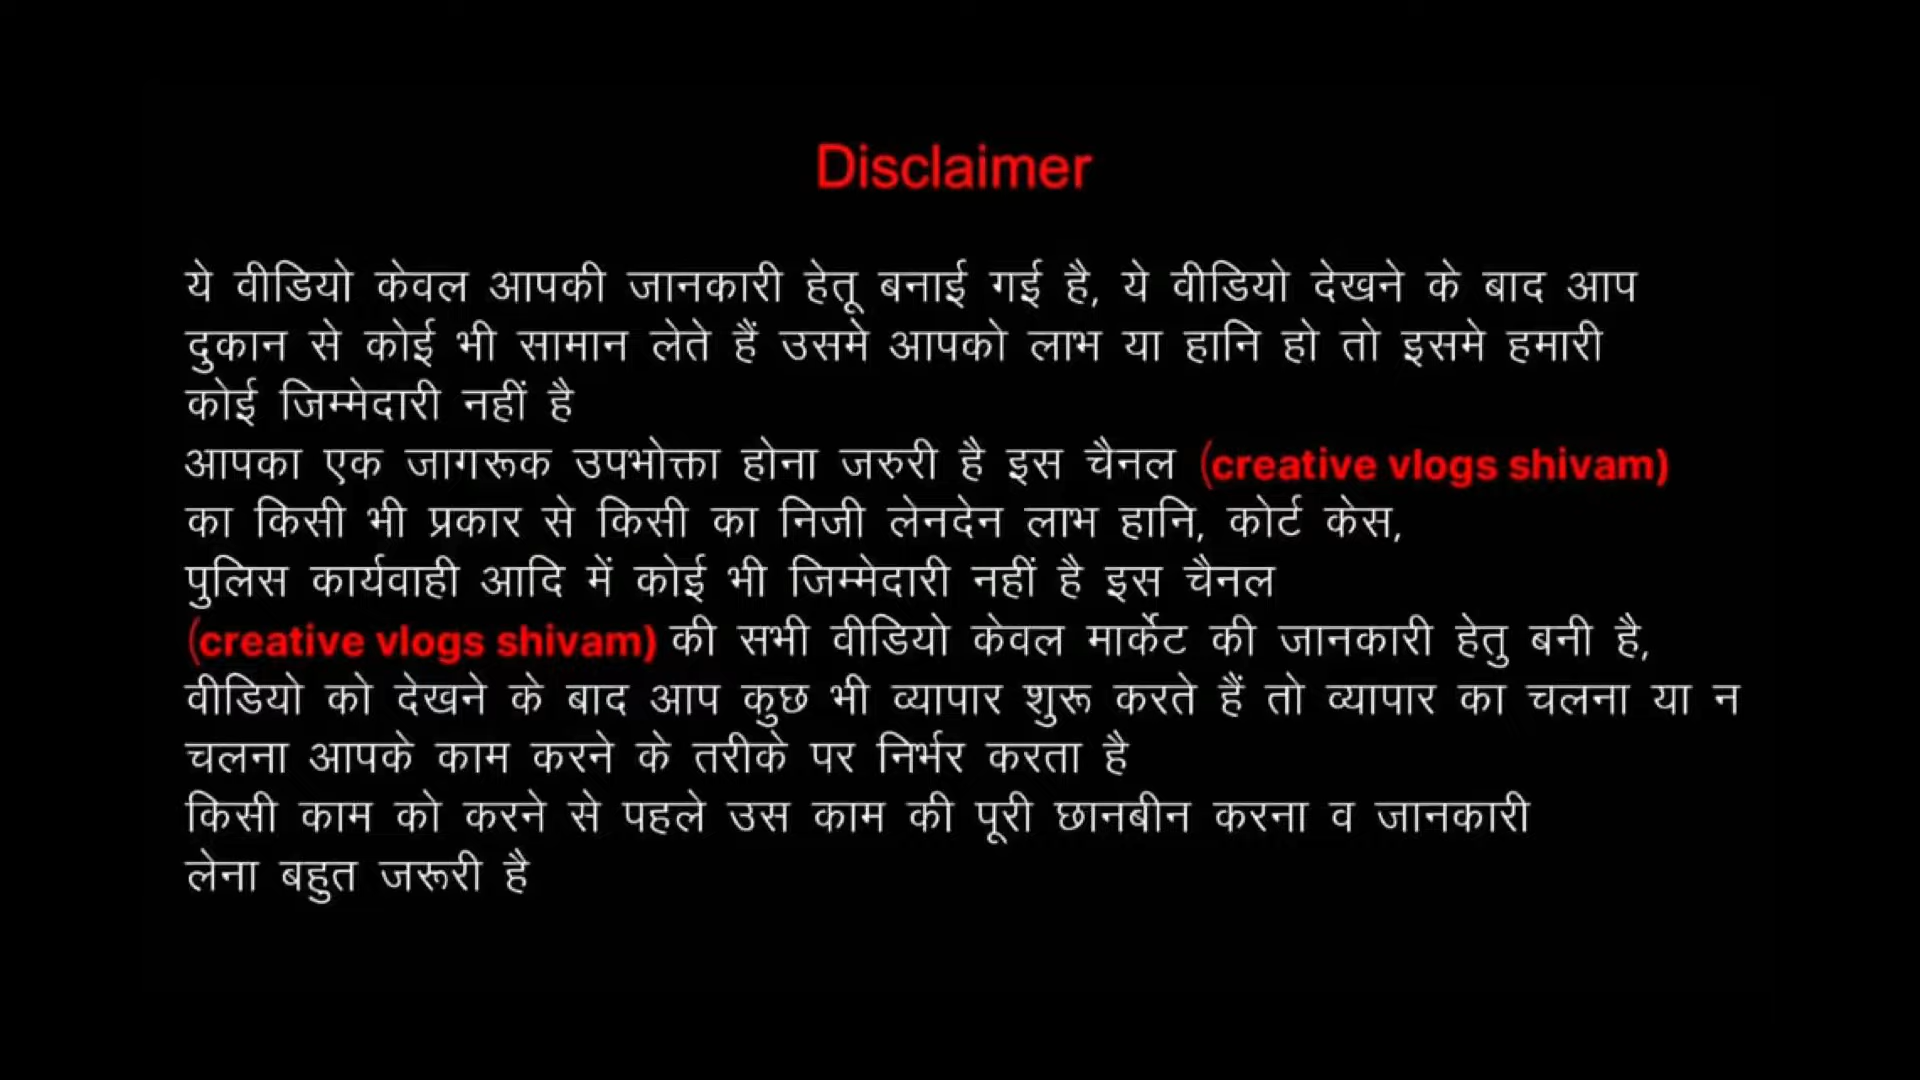 Disclaimer
ये वीडियो केवल आपकी जानकारी हेतू बनाई गई है, ये वीडियो देखने के बाद आप
दुकान से कोई भी सामान लेते हैं उसमे आपको लाभ या हानि हो तो इसमे हमारी
कोई जिम्मेदारी नहीं है
आपका एक जागरूक उपभोक्ता होना जरुरी है इस चैनल (creative vlogs shivam)
का किसी भी प्रकार से किसी का निजी लेनदेन लाभ हानि, कोर्ट केस,
पुलिस कार्यवाही आदि में कोई भी जिम्मेदारी नहीं है इस चैनल
(creative vlogs shivam) की सभी वीडियो केवल मार्केट की जानकारी हेतु बनी है,
वीडियो को देखने के बाद आप कुछ भी व्यापार शुरू करते हैं तो व्यापार का चलना या न
चलना आपके काम करने के तरीके पर निर्भर करता है
किसी काम को करने से पहले उस काम की पूरी छानबीन करना व जानकारी
लेना बहुत जरूरी है